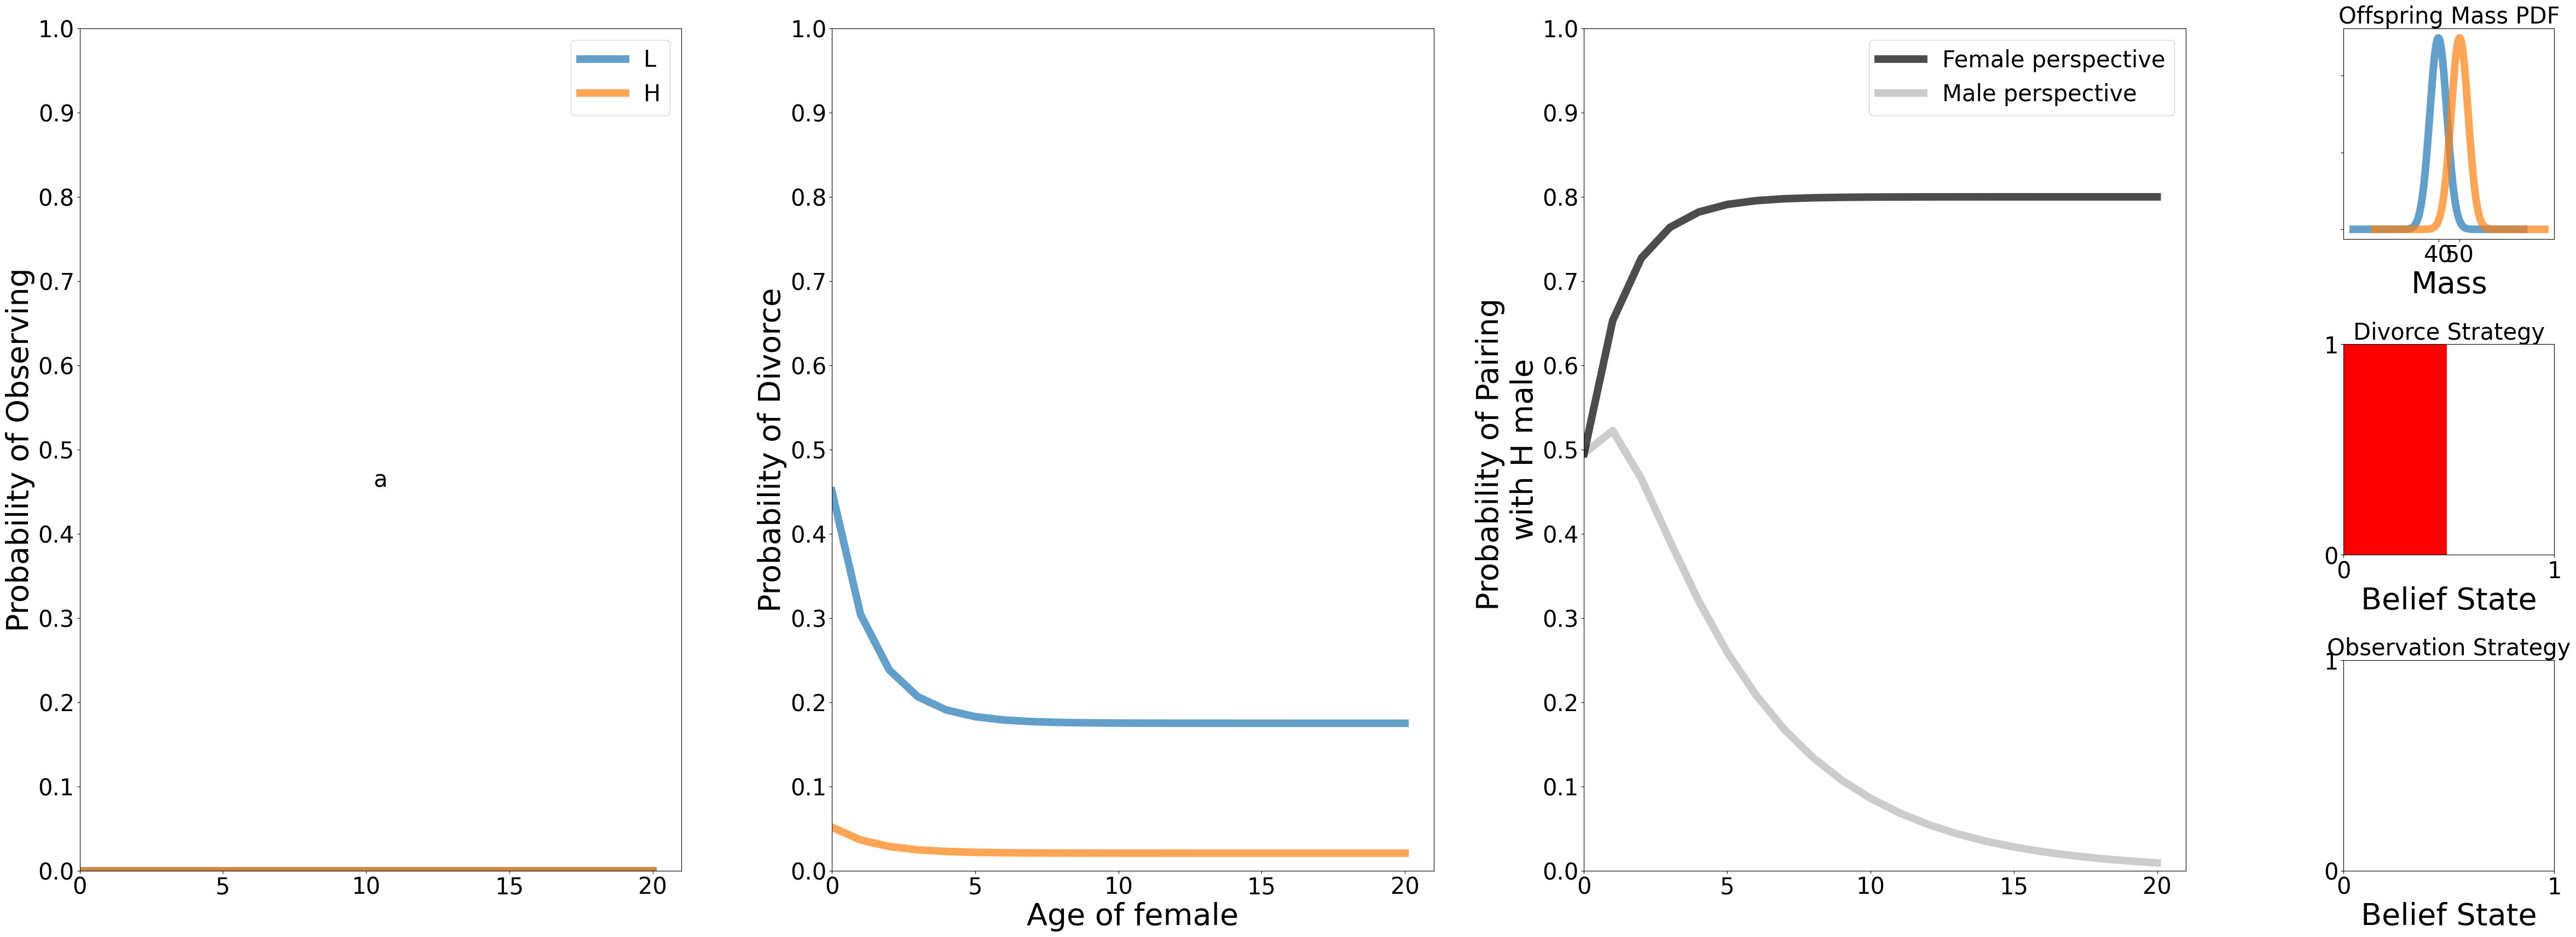 Probability of Observing
1.0
0.9
0.8
0.7
0.6
0.5
0.4
0.3
0.2
0.1
0.0
0 5 10 15 20
L
H
a
Probability of Divorce
1.0
0.9
0.8
0.7
0.6
0.5
0.4
0.3
0.2
0.1
0.0
0 5 10 15 20
Age of female
Probability of Pairing
with H male
1.0
0.9
0.8
0.7
0.6
0.5
0.4
0.3
0.2
0.1
0.0
0 5 10 15 20
Female perspective
Male perspective
Offspring Mass PDF
40 50
Mass
Divorce Strategy
1
0
0 1
Belief State
Observation Strategy
1
0
0 1
Belief State